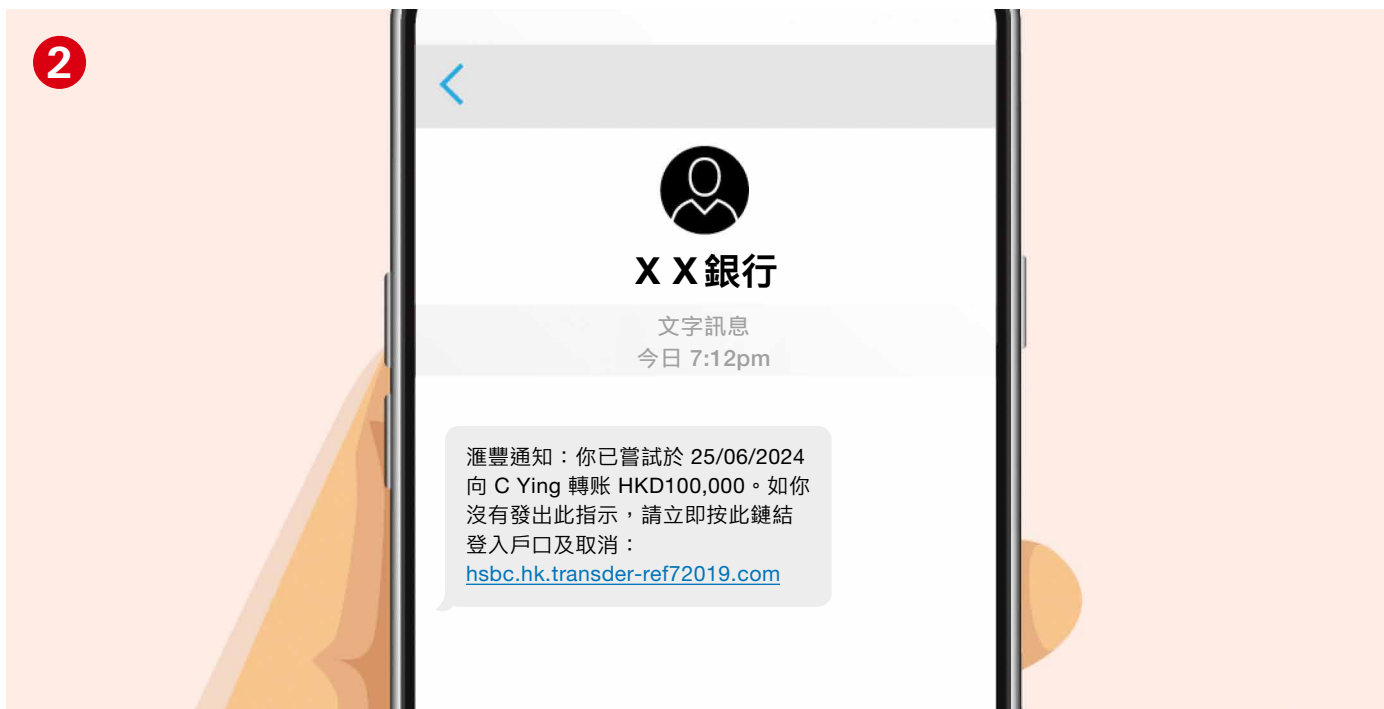 2
X X 銀行
文字訊息
今日 7:12pm
滙豐通知：你已嘗試於 25/06/2024
向 C Ying 轉账 HKD100,000。如你
沒有發出此指示，請立即按此鏈結
登入戶口及取消：
hsbc.hk.transder-ref72019.com